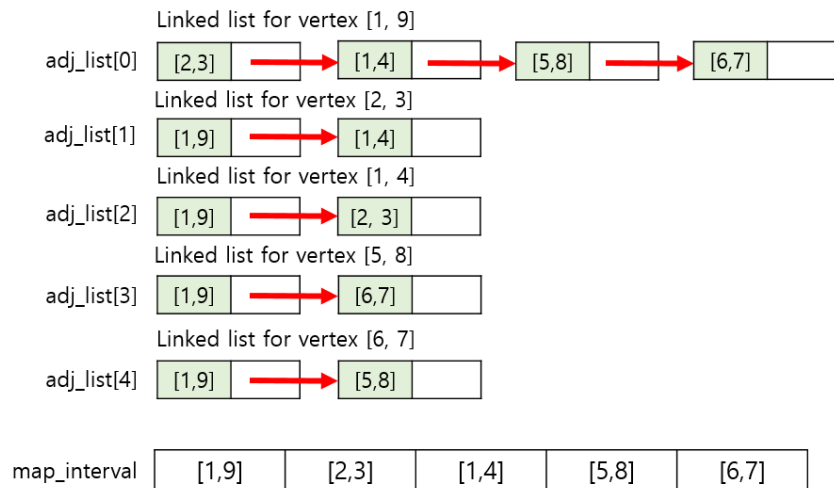 Linked list for vertex [1, 9]
adj_list[0] [2,3] [1,4] [5,8] [6,7]
Linked list for vertex [2, 3]
adj_list[1] [1,9] [1,4]
Linked list for vertex [1, 4]
adj_list[2] [1,9] [2, 3]
Linked list for vertex [5, 8]
adj_list[3] [1,9] [6,7]
Linked list for vertex [6, 7]
adj_list[4] [1,9] [5,8]
map_interval [1,9] [2,3] [1,4] [5,8] [6,7]